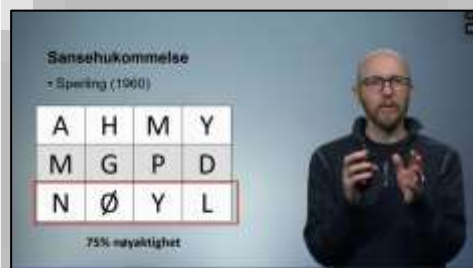 Sansehukommelse
• Sperling (1960)
A H M Y
M G P D
N Ø Y L
75% nøyaktighet